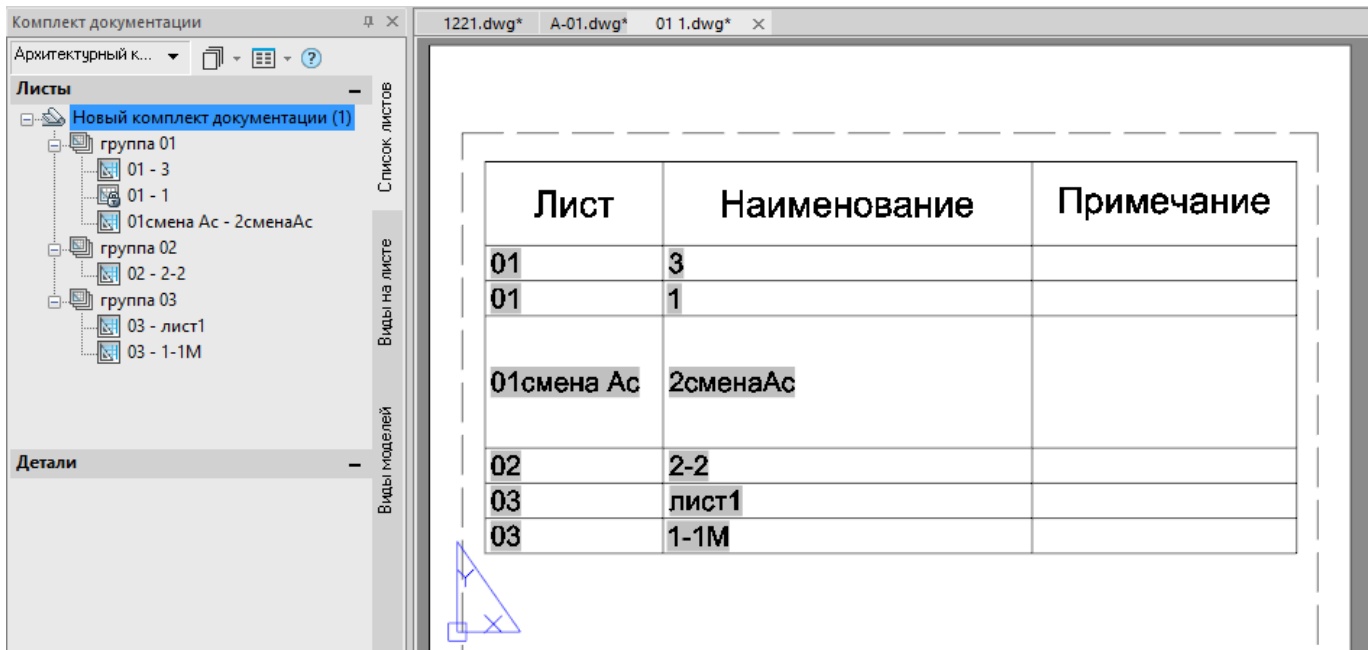 Комплект документации
1221.dwg* A-01.dwg* 01 1.dwg*
Архитектурный к...
Листы
Новый комплект документации (1)
группа 01
01 - 3
01 - 1
01смена Ас - 2сменаАс
группа 02
02 - 2-2
группа 03
03 - лист1
03 - 1-1М
Детали
Список листов
Виды на листе
Виды моделей
Лист Наименование Примечание
01 3
01 1
01смена Ас 2сменаАс
02 2-2
03 лист1
03 1-1М
Y
X